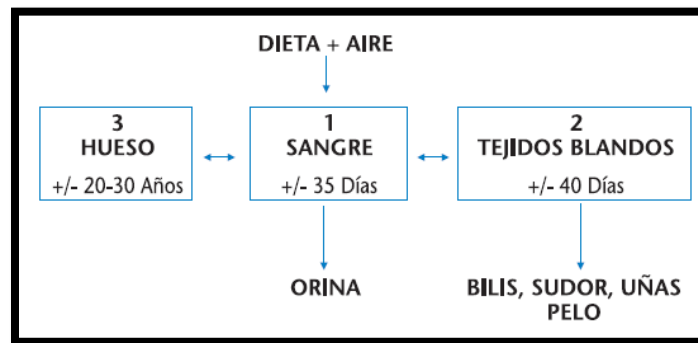 DIETA + AIRE
3
HUESO
+/- 20-30 Años
1
SANGRE
+/- 35 Días
2
TEJIDOS BLANDOS
+/- 40 Días
ORINA
BILIS, SUDOR, UÑAS
PELO